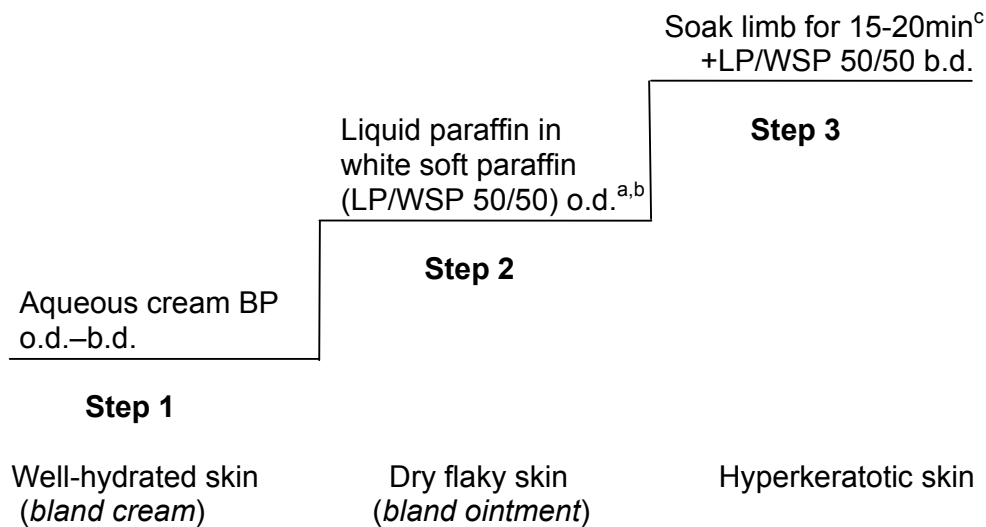 Soak limb for 15-20minᶜ
+LP/WSP 50/50 b.d.
Step 3
Liquid paraffin in
white soft paraffin
(LP/WSP 50/50) o.d.ᵃ,ᵇ
Step 2
Aqueous cream BP
o.d.–b.d.
Step 1
Well-hydrated skin
(bland cream)
Dry flaky skin
(bland ointment)
Hyperkeratotic skin